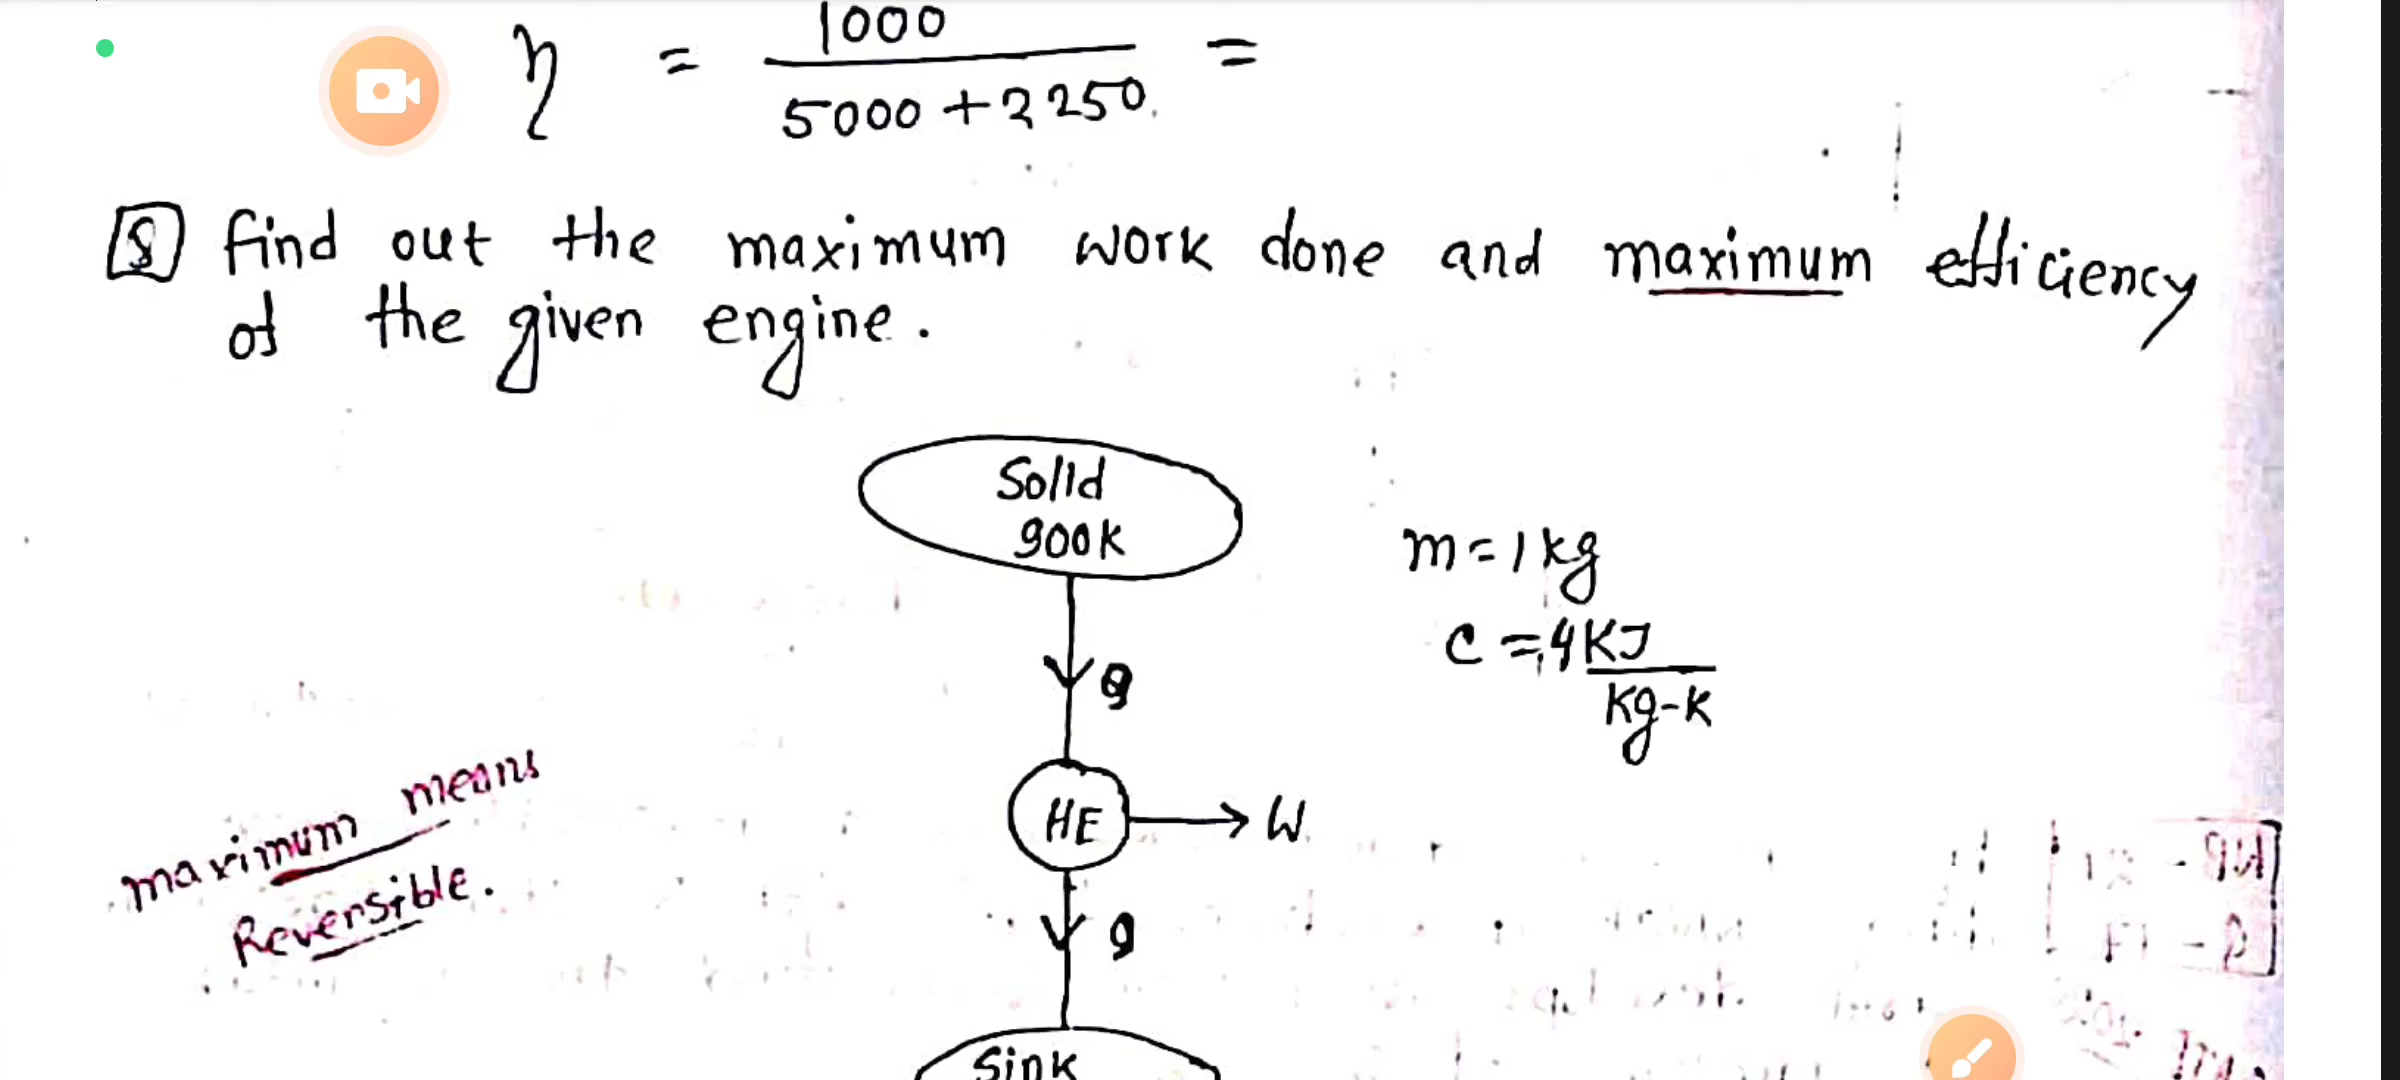 η = 1000 / 5000 + 2250. =
Q find out the maximum work done and maximum efficiency
of the given engine.
Solid
900K
m = 1 kg
C = 4 KJ / kg-K
Q
HE → W
Q
maximum means
Reversible.
Sink